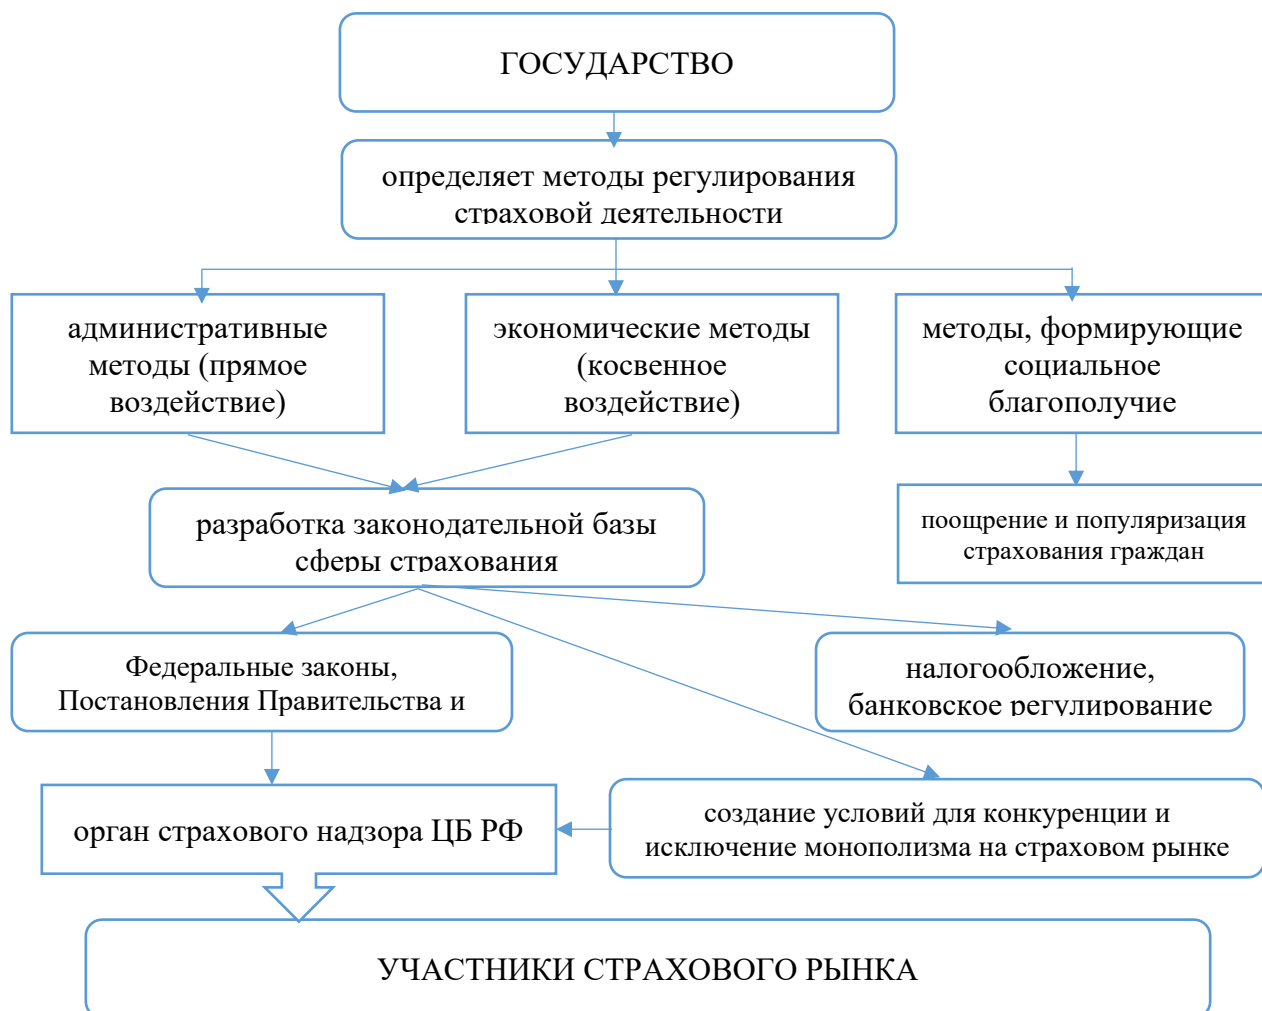 ГОСУДАРСТВО
определяет методы регулирования
страховой деятельности
административные
методы (прямое
воздействие)
экономические методы
(косвенное
воздействие)
методы, формирующие
социальное
благополучие
разработка законодательной базы
сферы страхования
поощрение и популяризация
страхования граждан
Федеральные законы,
Постановления Правительства и
налогообложение,
банковское регулирование
орган страхового надзора ЦБ РФ
создание условий для конкуренции и
исключение монополизма на страховом рынке
УЧАСТНИКИ СТРАХОВОГО РЫНКА